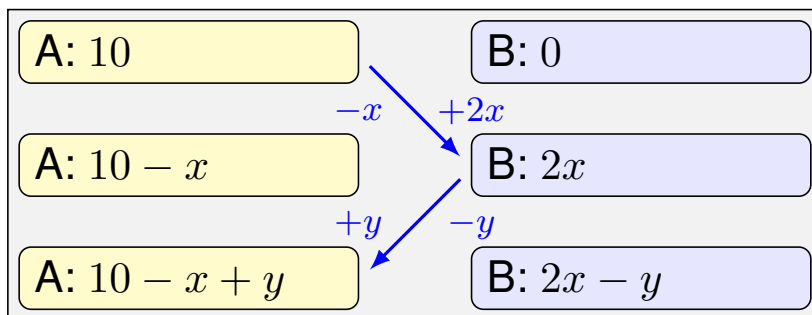 A: 10 B: 0
−x +2x
A: 10 − x B: 2x
+y −y
A: 10 − x + y B: 2x − y